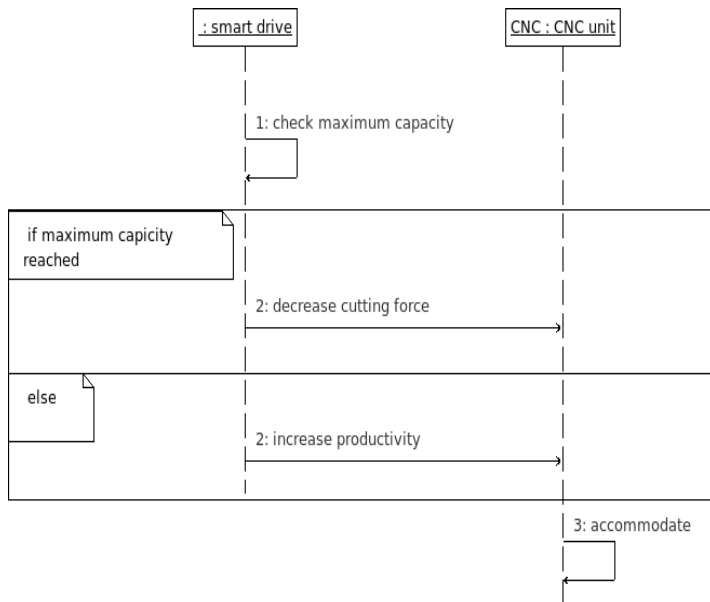 : smart drive
CNC : CNC unit
1: check maximum capacity
if maximum capicity
reached
2: decrease cutting force
else
2: increase productivity
3: accommodate